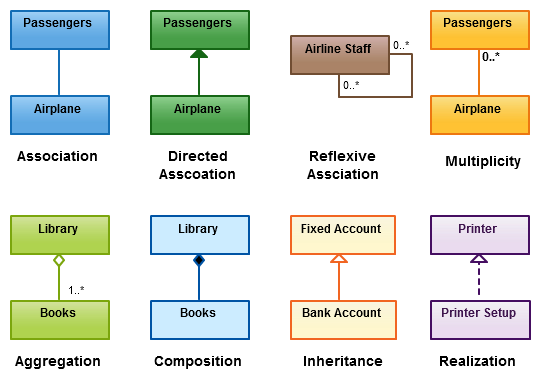 Passengers
Airplane
Association
Passengers
Airplane
Directed
Asscoation
Airline Staff
0..*
0..*
Reflexive
Assciation
Passengers
0..*
Airplane
Multiplicity
Library
1..*
Books
Aggregation
Library
Books
Composition
Fixed Account
Bank Account
Inheritance
Printer
Printer Setup
Realization